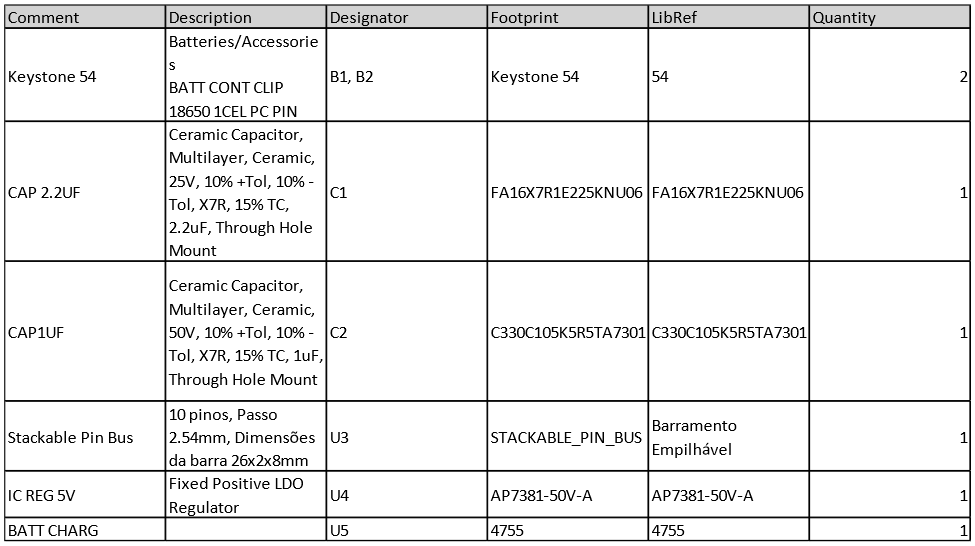 Comment Description Designator Footprint LibRef Quantity
Keystone 54
Batteries/Accessorie
s
BATT CONT CLIP
18650 1CEL PC PIN
B1, B2
Keystone 54
54
2
CAP 2.2UF
Ceramic Capacitor,
Multilayer, Ceramic,
25V, 10% +Tol, 10% -
Tol, X7R, 15% TC,
2.2uF, Through Hole
Mount
C1
FA16X7R1E225KNU06
FA16X7R1E225KNU06
1
CAP1UF
Ceramic Capacitor,
Multilayer, Ceramic,
50V, 10% +Tol, 10% -
Tol, X7R, 15% TC, 1uF,
Through Hole Mount
C2
C330C105K5R5TA7301
C330C105K5R5TA7301
1
Stackable Pin Bus
10 pinos, Passo
2.54mm, Dimensões
da barra 26x2x8mm
U3
STACKABLE_PIN_BUS
Barramento
Empilhável
1
IC REG 5V
Fixed Positive LDO
Regulator
U4
AP7381-50V-A
AP7381-50V-A
1
BATT CHARG
U5
4755
4755
1